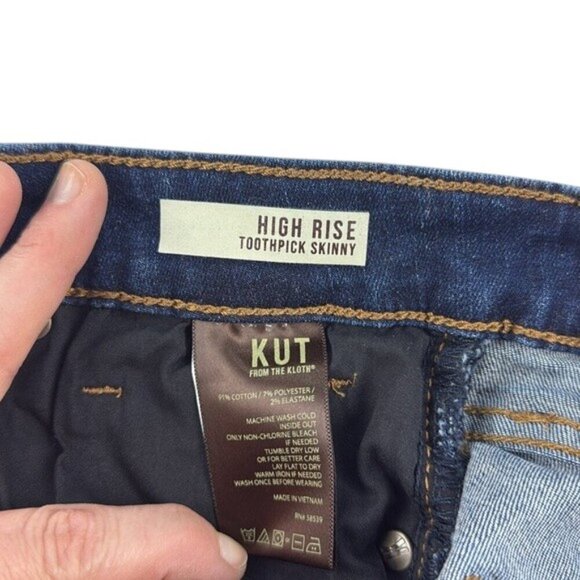 HIGH RISE
TOOTHPICK SKINNY
KUT
FROM THE KLOTH®
91% COTTON / 7% POLYESTER /
2% ELASTANE
MACHINE WASH COLD
INSIDE OUT
ONLY NON-CHLORINE BLEACH
IF NEEDED
TUMBLE DRY LOW
OR FOR BETTER CARE
LAY FLAT TO DRY
WARM IRON IF NEEDED
WASH ONCE BEFORE WEARING
MADE IN VIETNAM
RN# 58539